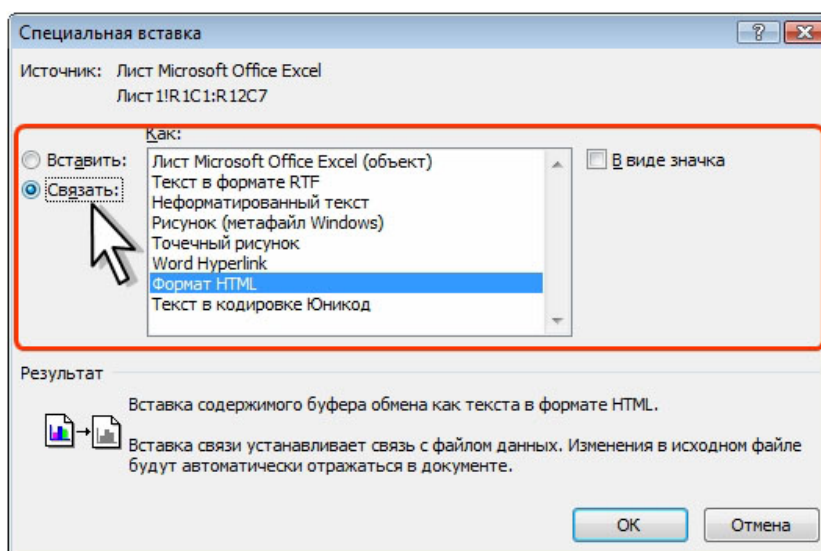 Специальная вставка
Источник: Лист Microsoft Office Excel
Лист1!R1C1:R12C7
Как:
Вставить:
Связать:
Лист Microsoft Office Excel (объект)
Текст в формате RTF
Неформатированный текст
Рисунок (метафайл Windows)
Точечный рисунок
Word Hyperlink
Формат HTML
Текст в кодировке Юникод
В виде значка
Результат
Вставка содержимого буфера обмена как текста в формате HTML.
Вставка связи устанавливает связь с файлом данных. Изменения в исходном файле
будут автоматически отражаться в документе.
ОК
Отмена